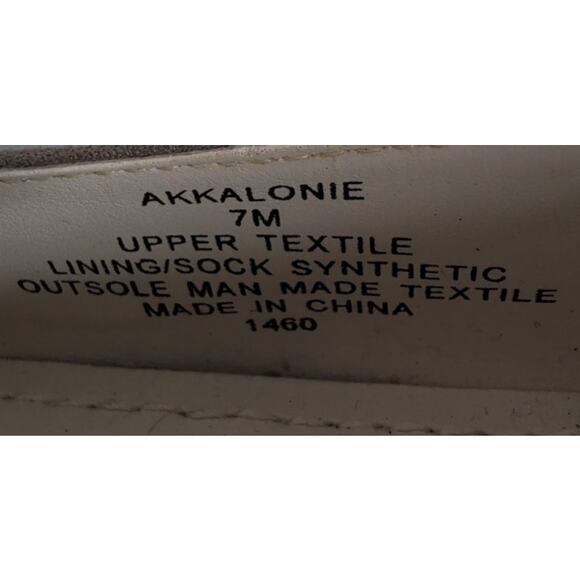 AKKALONIE
7M
UPPER TEXTILE
LINING/SOCK SYNTHETIC
OUTSOLE MAN MADE TEXTILE
MADE IN CHINA
1460